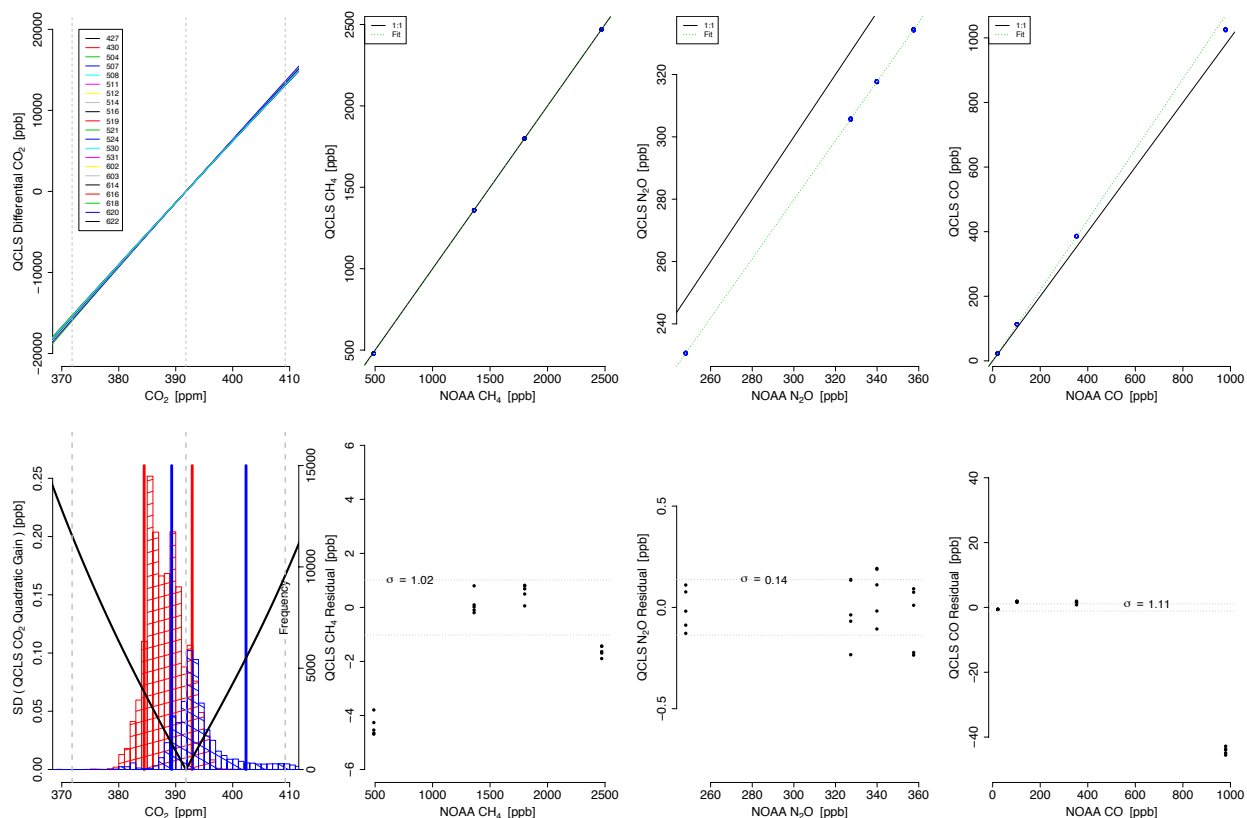 QCLS Differential CO₂ [ppb]
20000
10000
0
−10000
−20000
427
430
504
507
508
511
512
514
516
519
521
524
530
531
602
603
614
616
618
620
622
370 380 390 400 410
CO₂ [ppm]
QCLS CH₄ [ppb]
2500
2000
1500
1000
500
1:1
Fit
500 1000 1500 2000 2500
NOAA CH₄ [ppb]
QCLS N₂O [ppb]
320
300
280
260
240
1:1
Fit
260 280 300 320 340 360
NOAA N₂O [ppb]
QCLS CO [ppb]
1000
800
600
400
200
0
1:1
Fit
0 200 400 600 800 1000
NOAA CO [ppb]
SD ( QCLS CO₂ Quadratic Gain ) [ppb]
0.25
0.20
0.15
0.10
0.05
0.00
15000
10000
5000
0
Frequency
370 380 390 400 410
CO₂ [ppm]
QCLS CH₄ Residual [ppb]
6
4
2
0
−2
−4
−6
σ = 1.02
500 1000 1500 2000 2500
NOAA CH₄ [ppb]
QCLS N₂O Residual [ppb]
0.5
0.0
−0.5
σ = 0.14
260 280 300 320 340 360
NOAA N₂O [ppb]
QCLS CO Residual [ppb]
40
20
0
−20
−40
σ = 1.11
0 200 400 600 800 1000
NOAA CO [ppb]